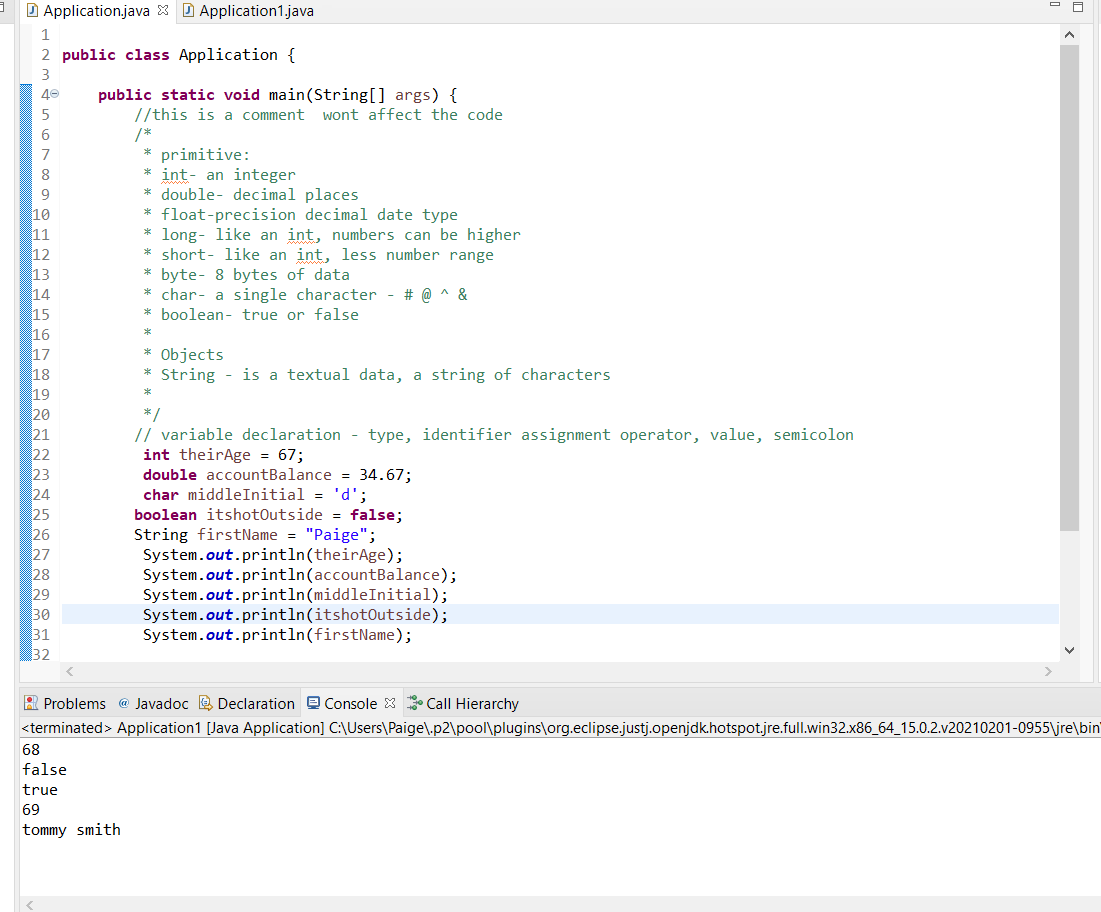 Application.java Application1.java
1
2 public class Application {
3
4 public static void main(String[] args) {
5 //this is a comment  wont affect the code
6 /*
7 * primitive:
8 * int- an integer
9 * double- decimal places
10 * float-precision decimal date type
11 * long- like an int, numbers can be higher
12 * short- like an int, less number range
13 * byte- 8 bytes of data
14 * char- a single character - # @ ^ &
15 * boolean- true or false
16 *
17 * Objects
18 * String - is a textual data, a string of characters
19 *
20 */
21 // variable declaration - type, identifier assignment operator, value, semicolon
22 int theirAge = 67;
23 double accountBalance = 34.67;
24 char middleInitial = 'd';
25 boolean itshotOutside = false;
26 String firstName = "Paige";
27 System.out.println(theirAge);
28 System.out.println(accountBalance);
29 System.out.println(middleInitial);
30 System.out.println(itshotOutside);
31 System.out.println(firstName);
32
Problems @ Javadoc Declaration Console Call Hierarchy
<terminated> Application1 [Java Application] C:\Users\Paige\.p2\pool\plugins\org.eclipse.justj.openjdk.hotspot.jre.full.win32.x86_64_15.0.2.v20210201-0955\jre\bin\
68
false
true
69
tommy smith